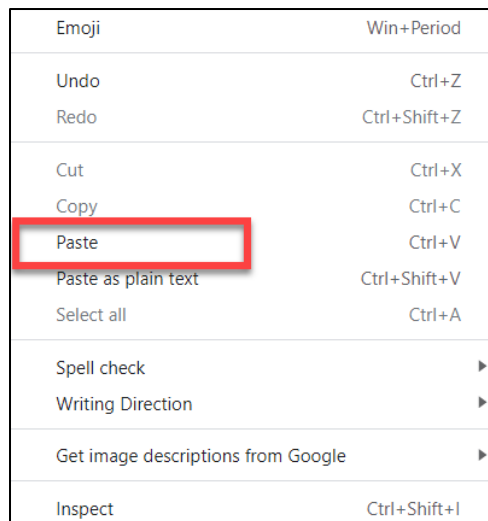 Emoji Win+Period
Undo Ctrl+Z
Redo Ctrl+Shift+Z
Cut Ctrl+X
Copy Ctrl+C
Paste Ctrl+V
Paste as plain text Ctrl+Shift+V
Select all Ctrl+A
Spell check
Writing Direction
Get image descriptions from Google
Inspect Ctrl+Shift+I